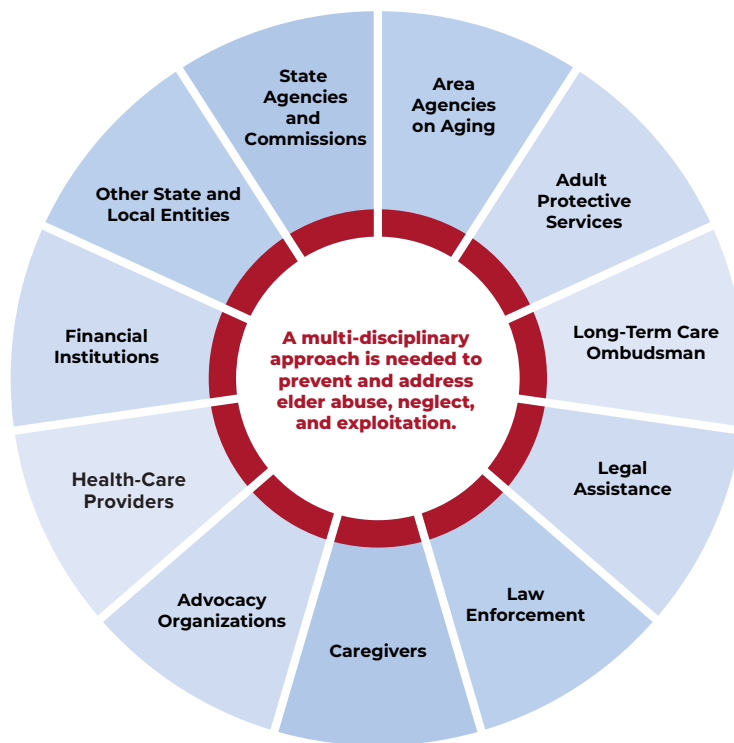 State
Agencies
and
Commissions
Area
Agencies
on Aging
Adult
Protective
Services
Long-Term Care
Ombudsman
Legal
Assistance
Law
Enforcement
Caregivers
Advocacy
Organizations
Health-Care
Providers
Financial
Institutions
Other State and
Local Entities
A multi-disciplinary
approach is needed to
prevent and address
elder abuse, neglect,
and exploitation.